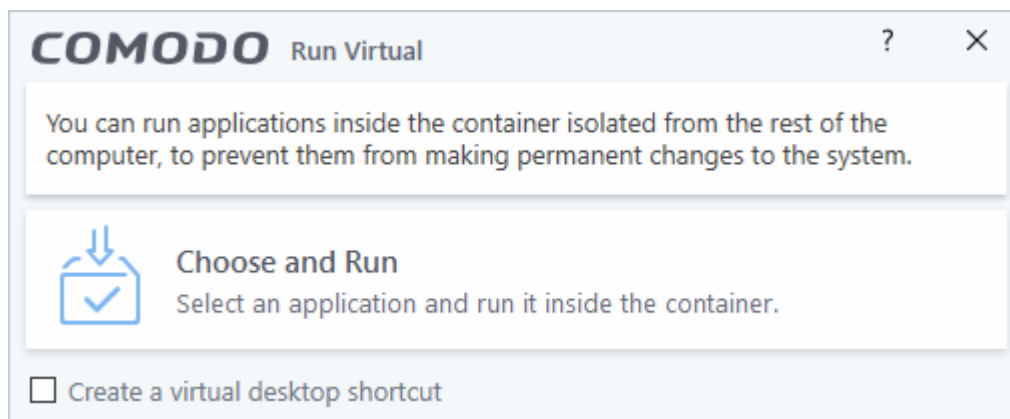 COMODO Run Virtual ?
You can run applications inside the container isolated from the rest of the
computer, to prevent them from making permanent changes to the system.
Choose and Run
Select an application and run it inside the container.
Create a virtual desktop shortcut